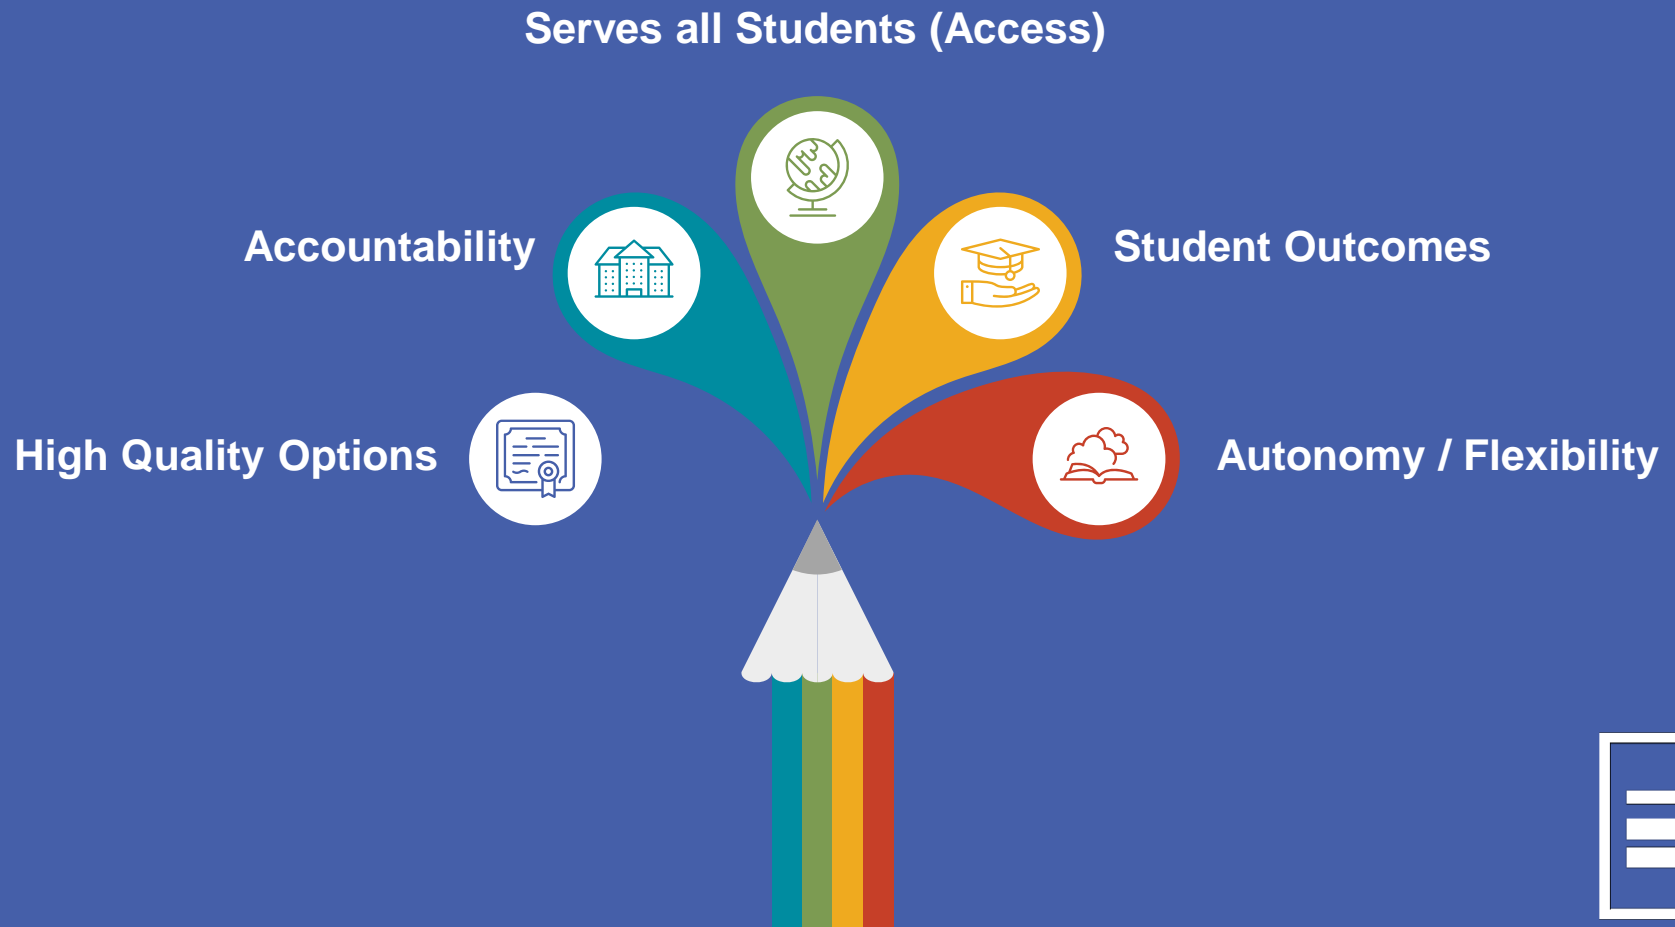 Serves all Students (Access)
Accountability
Student Outcomes
High Quality Options
Autonomy / Flexibility